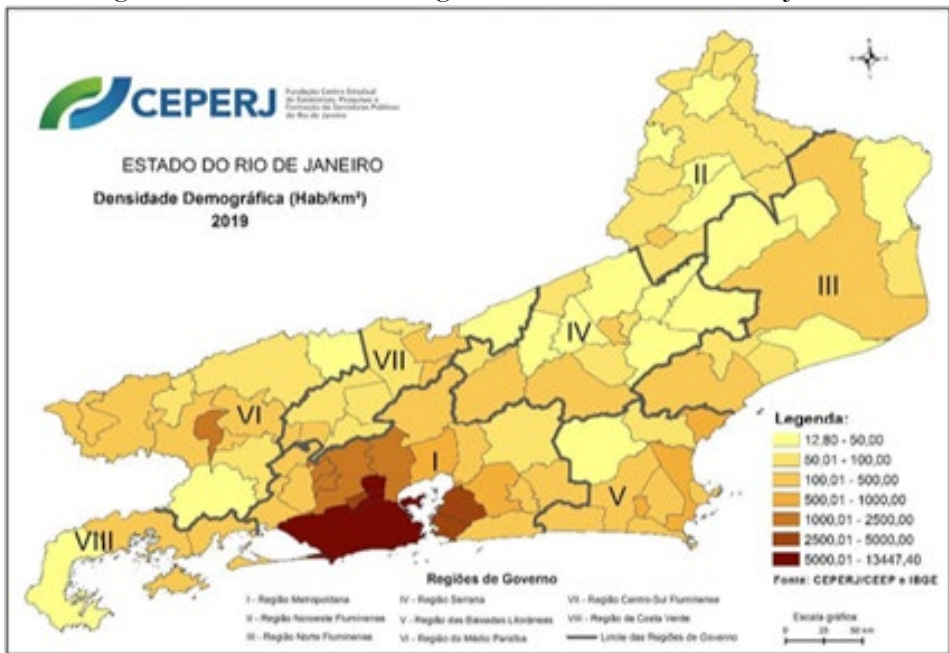 CEPERJ
Fundação Centro Estadual
de Estatísticas, Pesquisas e
Formação de Servidores Públicos
do Rio de Janeiro
ESTADO DO RIO DE JANEIRO
Densidade Demográfica (Hab/km²)
2019
II
III
IV
VII
VI
I
V
VIII
Legenda:
12,80 - 50,00
50,01 - 100,00
100,01 - 500,00
500,01 - 1000,00
1000,01 - 2500,00
2500,01 - 5000,00
5000,01 - 13447,40
Fonte: CEPERJ/CEEP e IBGE
Regiões de Governo
I - Região Metropolitana
IV - Região Serrana
VII - Região Centro-Sul Fluminense
II - Região Noroeste Fluminense
V - Região das Baixadas Litorâneas
VIII - Região da Costa Verde
III - Região Norte Fluminense
VI - Região do Médio Paraíba
Limite das Regiões de Governo
Escala gráfica
0 25 50 km